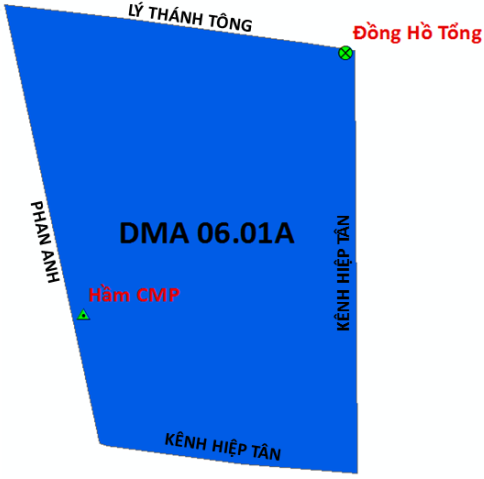 LÝ THÁNH TÔNG
Đồng Hồ Tổng
PHAN ANH
DMA 06.01A
KÊNH HIỆP TÂN
Hầm CMP
KÊNH HIỆP TÂN